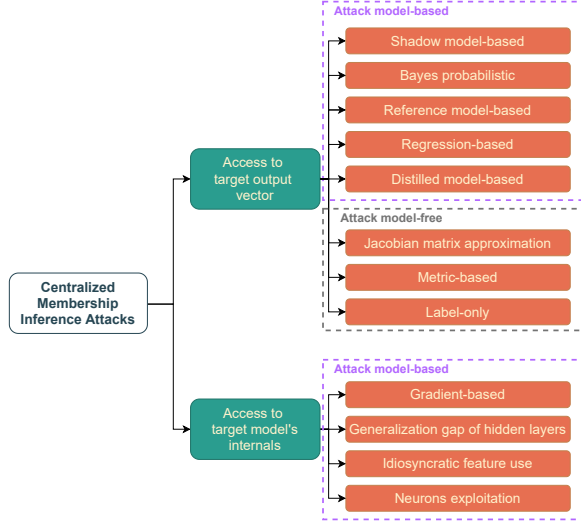 Attack model-based
Shadow model-based
Bayes probabilistic
Reference model-based
Regression-based
Distilled model-based
Access to
target output
vector
Attack model-free
Jacobian matrix approximation
Metric-based
Label-only
Centralized
Membership
Inference Attacks
Attack model-based
Gradient-based
Generalization gap of hidden layers
Idiosyncratic feature use
Neurons exploitation
Access to
target model's
internals